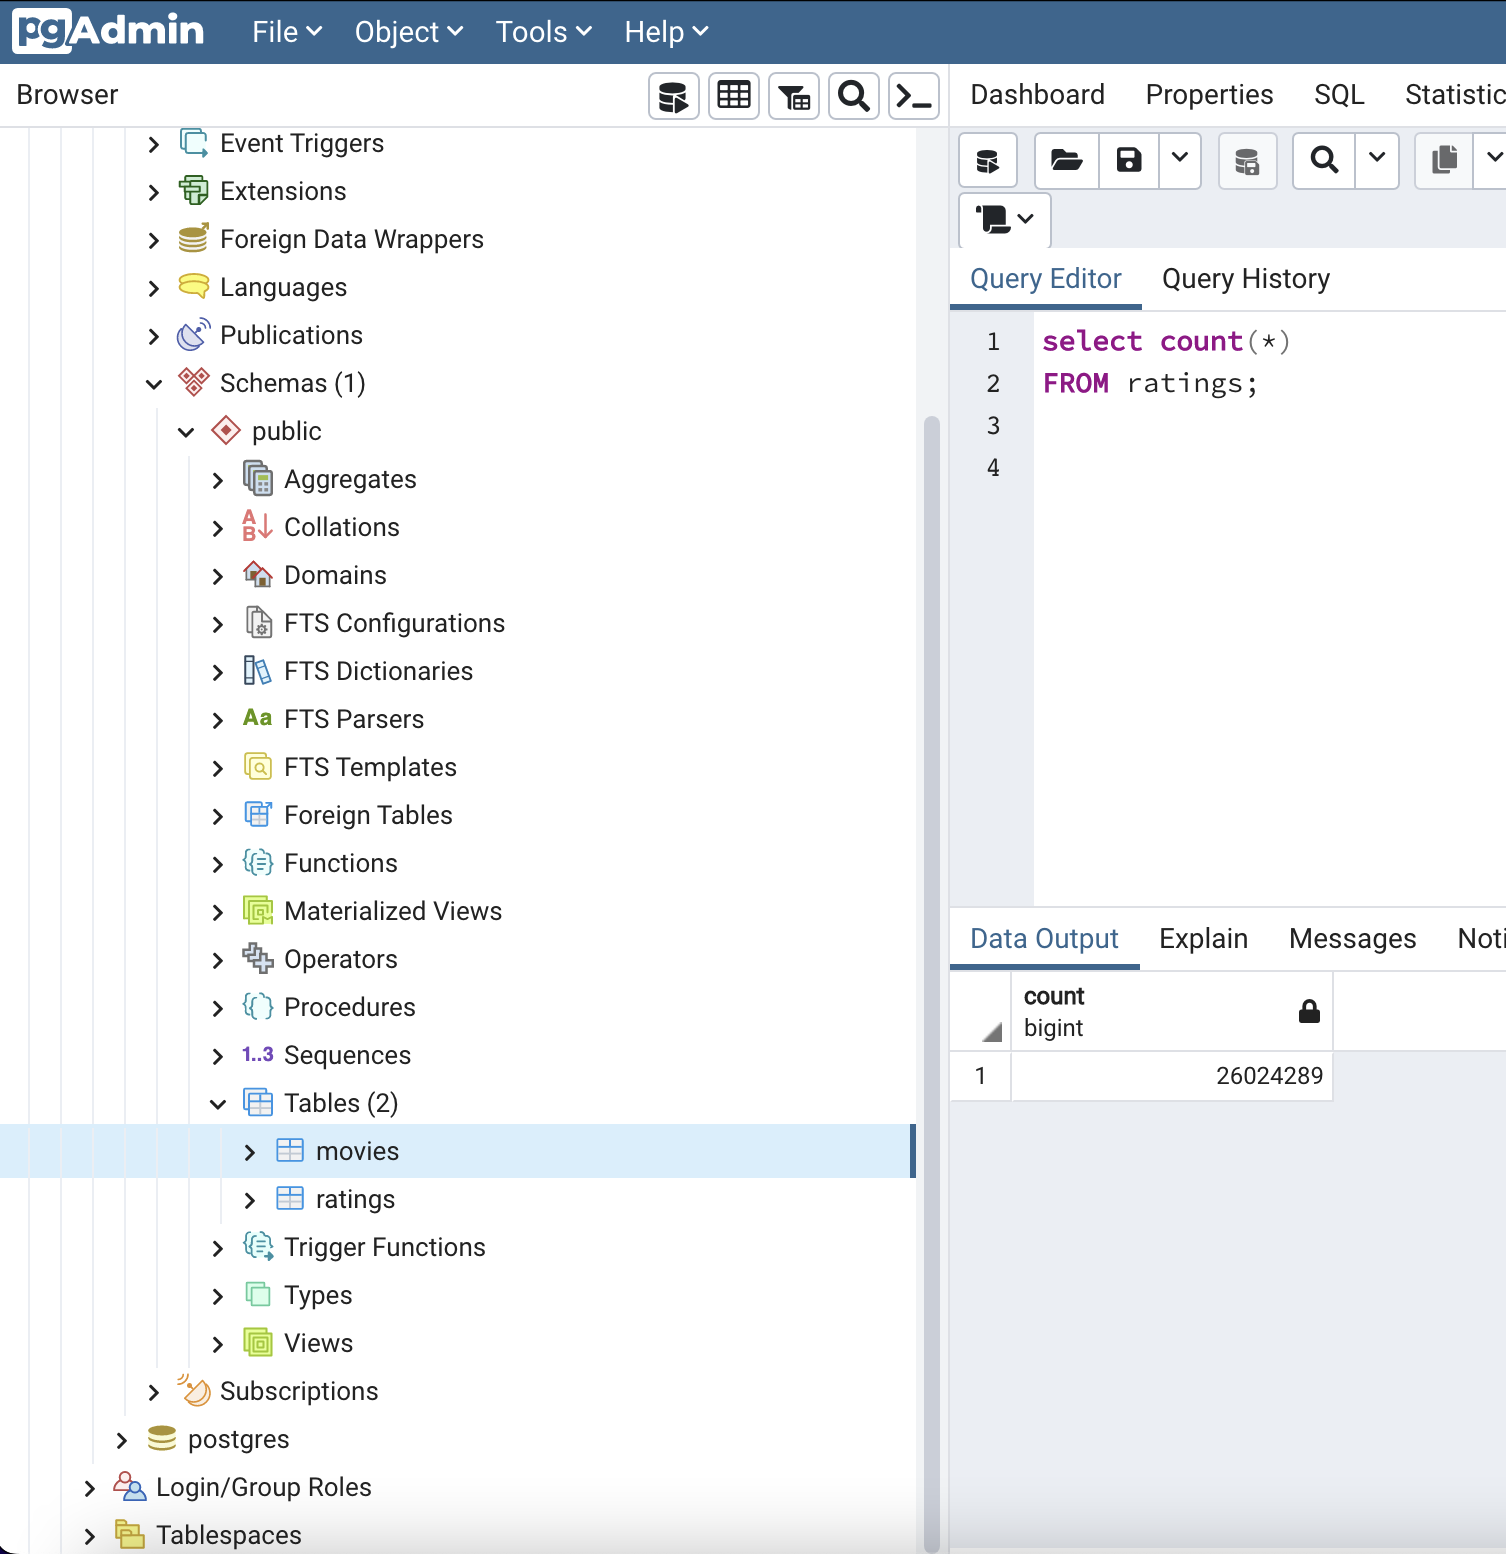 pgAdmin File Object Tools Help
Browser
Event Triggers
Extensions
Foreign Data Wrappers
Languages
Publications
Schemas (1)
public
Aggregates
AB Collations
Domains
FTS Configurations
FTS Dictionaries
Aa FTS Parsers
FTS Templates
Foreign Tables
Functions
Materialized Views
Operators
Procedures
1..3 Sequences
Tables (2)
movies
ratings
Trigger Functions
Types
Views
Subscriptions
postgres
Login/Group Roles
Tablespaces
Dashboard Properties SQL Statistic
Query Editor Query History
1 select count(*)
2 FROM ratings;
3
4
Data Output Explain Messages Noti
count
bigint
1 26024289